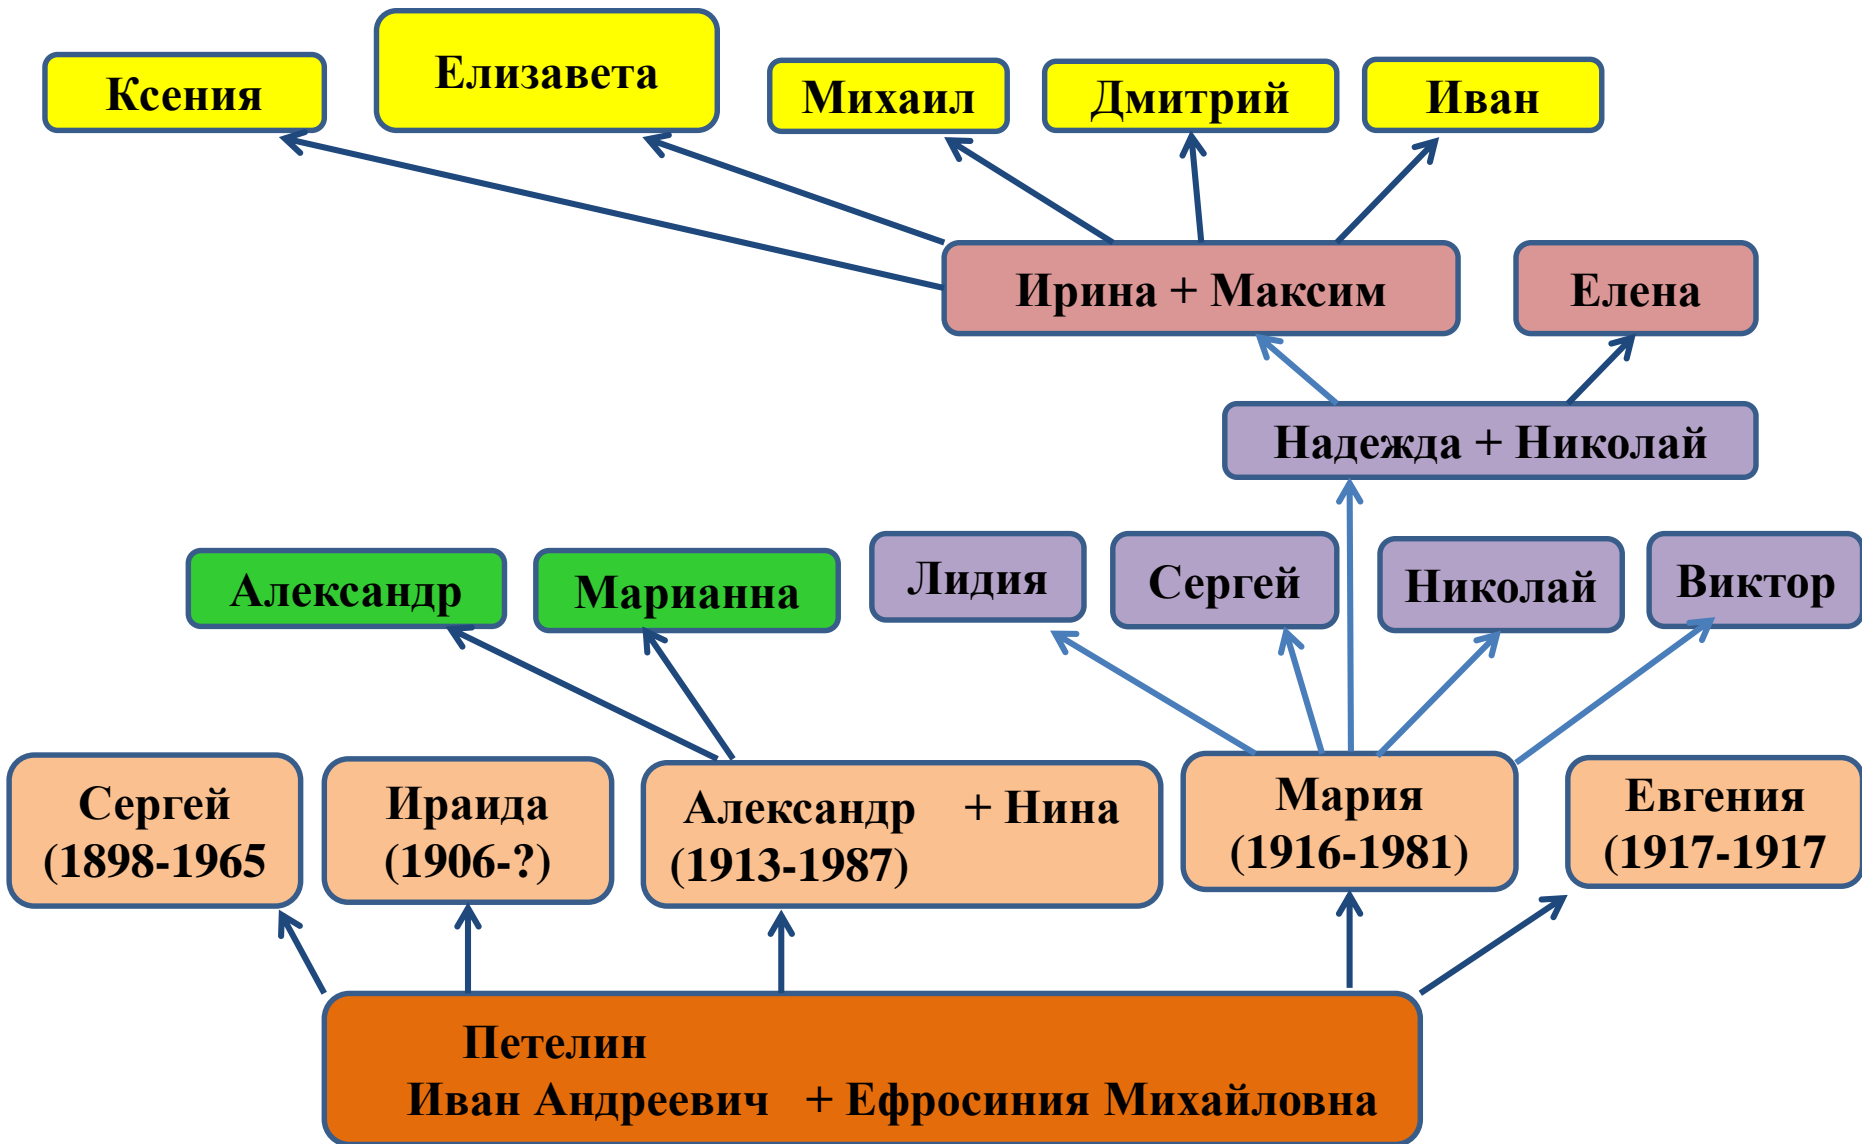 Ксения
Елизавета
Михаил
Дмитрий
Иван
Ирина + Максим
Елена
Надежда + Николай
Александр
Марианна
Лидия
Сергей
Николай
Виктор
Сергей
(1898-1965
Ираида
(1906-?)
Александр + Нина
(1913-1987)
Мария
(1916-1981)
Евгения
(1917-1917
Петелин
Иван Андреевич + Ефросиния Михайловна